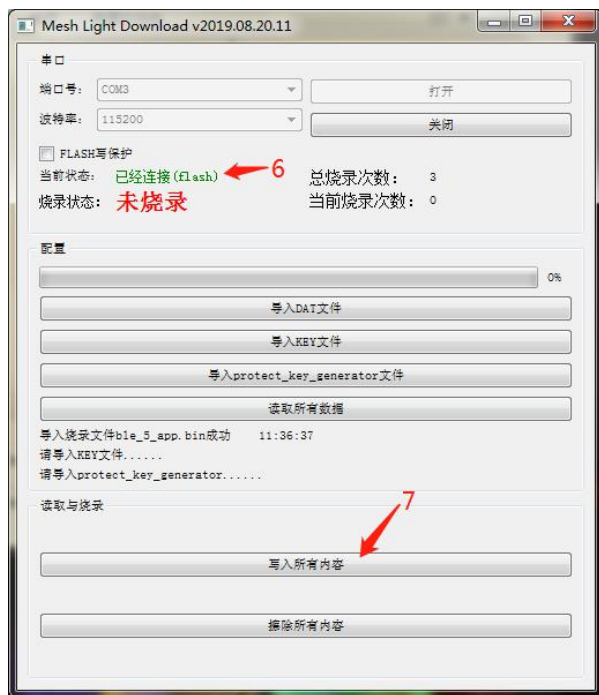 Mesh Light Download v2019.08.20.11
串口
端口号： COM3 打开
波特率： 115200 关闭
FLASH写保护
当前状态： 已经连接(flash) 6 总烧录次数： 3
烧录状态： 未烧录 当前烧录次数： 0
配置
0%
导入DAT文件
导入KEY文件
导入protect_key_generator文件
读取所有数据
导入烧录文件ble_5_app.bin成功 11:36:37
请导入KEY文件......
请导入protect_key_generator......
读取与烧录
7
写入所有内容
擦除所有内容